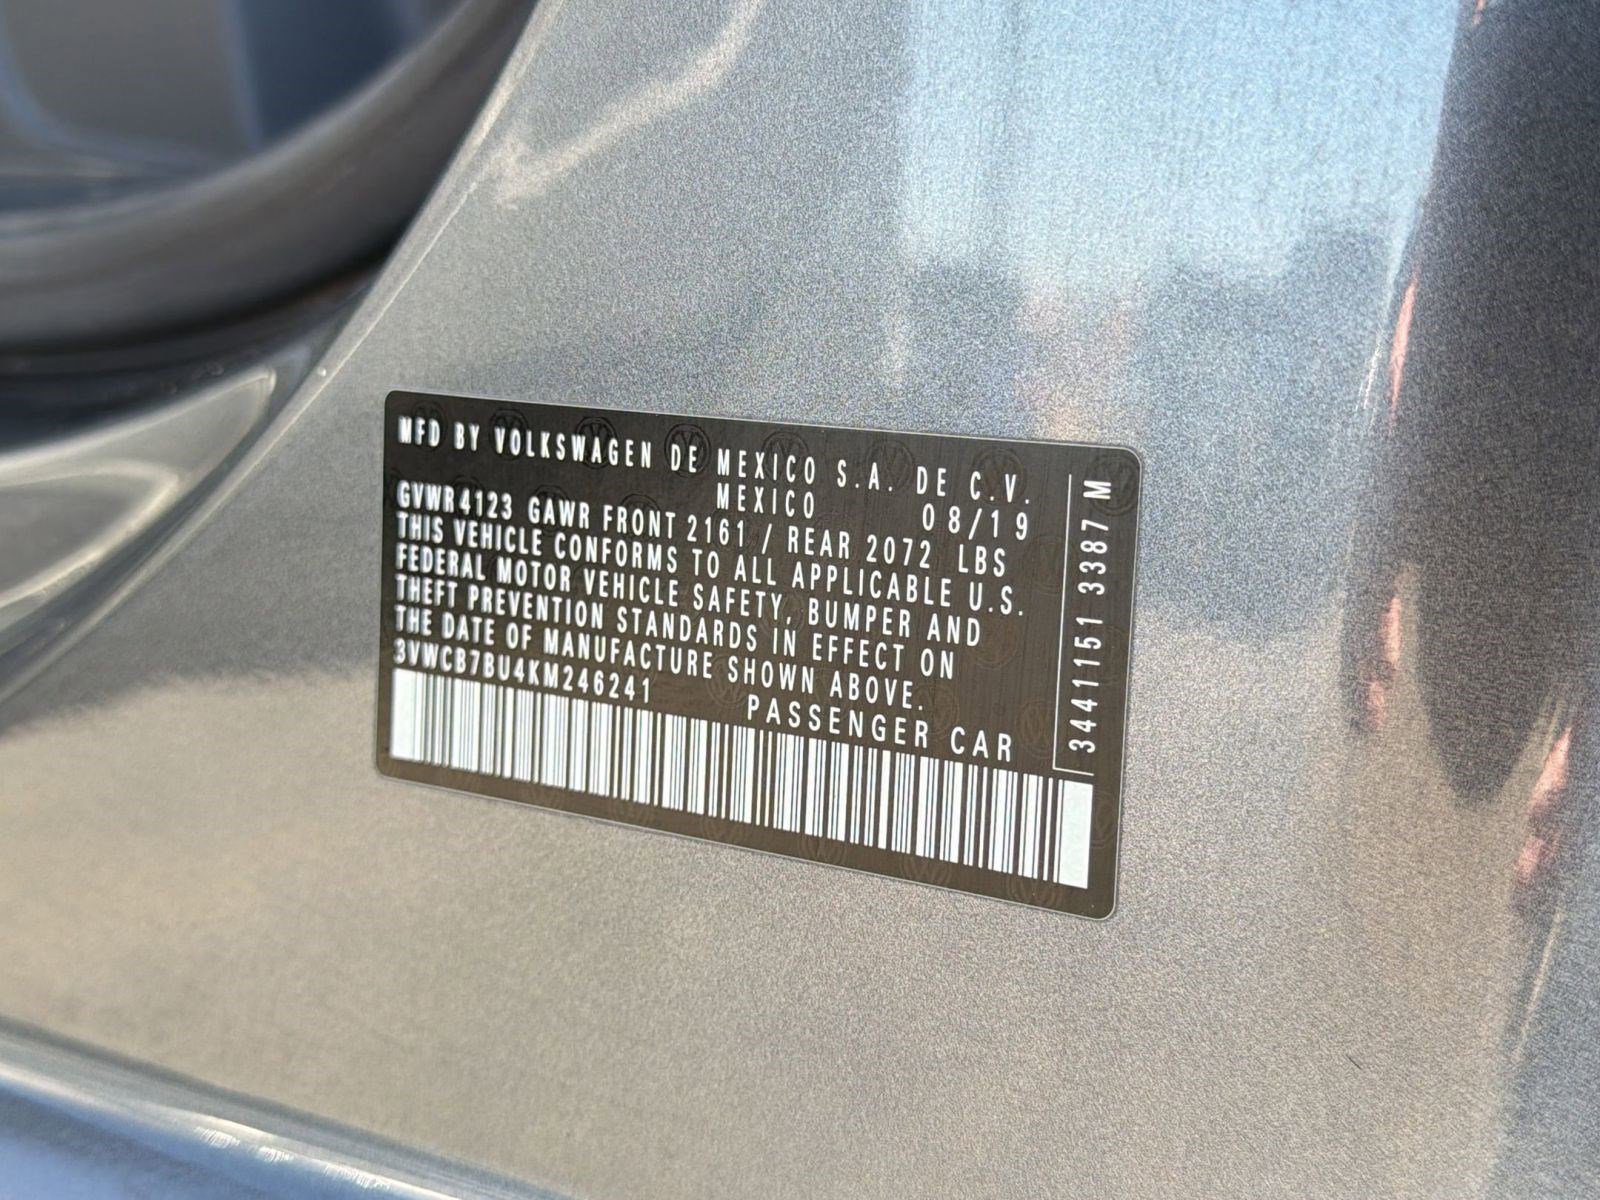 MFD BY VOLKSWAGEN DE MEXICO S.A. DE C.V.
MEXICO 08/19
GVWR 4123 GAWR FRONT 2161 / REAR 2072 LBS
THIS VEHICLE CONFORMS TO ALL APPLICABLE U.S.
FEDERAL MOTOR VEHICLE SAFETY, BUMPER AND
THEFT PREVENTION STANDARDS IN EFFECT ON
THE DATE OF MANUFACTURE SHOWN ABOVE.
3VWCB7BU4KM246241
PASSENGER CAR
3441151 3387 M